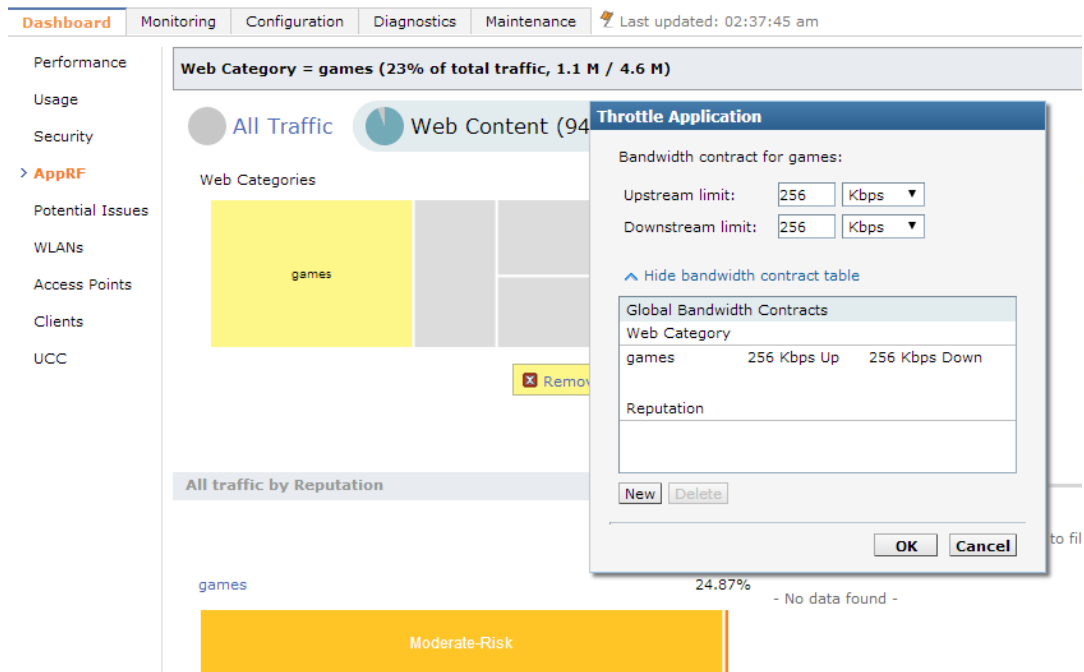 Dashboard Monitoring Configuration Diagnostics Maintenance Last updated: 02:37:45 am
Performance
Usage
Security
> AppRF
Potential Issues
WLANs
Access Points
Clients
UCC
Web Category = games (23% of total traffic, 1.1 M / 4.6 M)
All Traffic Web Content (94
Web Categories
games
Remov
All traffic by Reputation
games 24.87%
Moderate-Risk
to fil
- No data found -
Throttle Application
Bandwidth contract for games:
Upstream limit: 256 Kbps
Downstream limit: 256 Kbps
Hide bandwidth contract table
Global Bandwidth Contracts
Web Category
games 256 Kbps Up 256 Kbps Down
Reputation
New Delete
OK Cancel